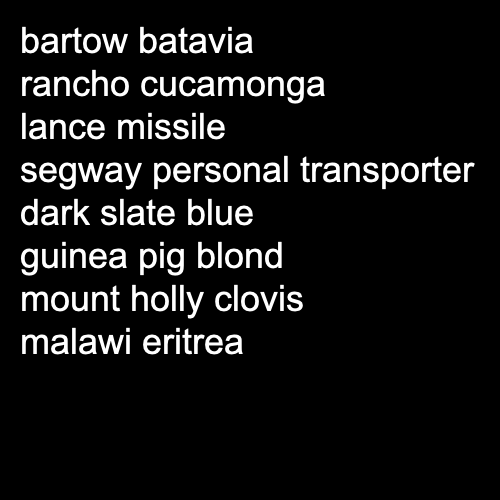 bartow batavia
rancho cucamonga
lance missile
segway personal transporter
dark slate blue
guinea pig blond
mount holly clovis
malawi eritrea